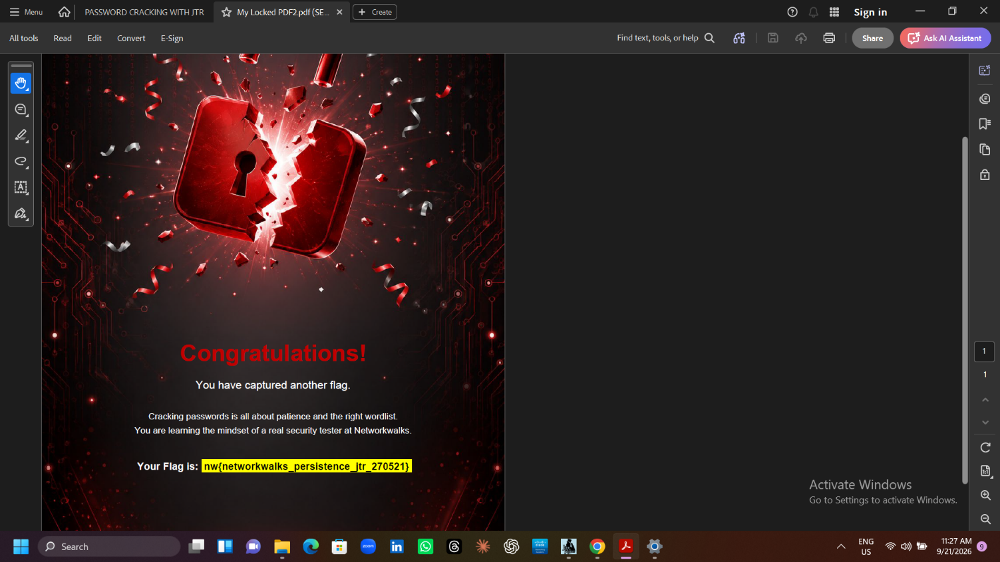 Menu
PASSWORD CRACKING WITH JTR
My Locked PDF2.pdf (SE...
Create
Sign in
All tools
Read
Edit
Convert
E-Sign
Find text, tools, or help
Share
Ask AI Assistant
Congratulations!
You have captured another flag.
Cracking passwords is all about patience and the right wordlist.
You are learning the mindset of a real security tester at Networkwalks.
Your Flag is: nw{networkwalks_persistence_jtr_270521}
1
1
Activate Windows
Go to Settings to activate Windows.
Search
zoom
ENG
US
11:27 AM
9/21/2026
9